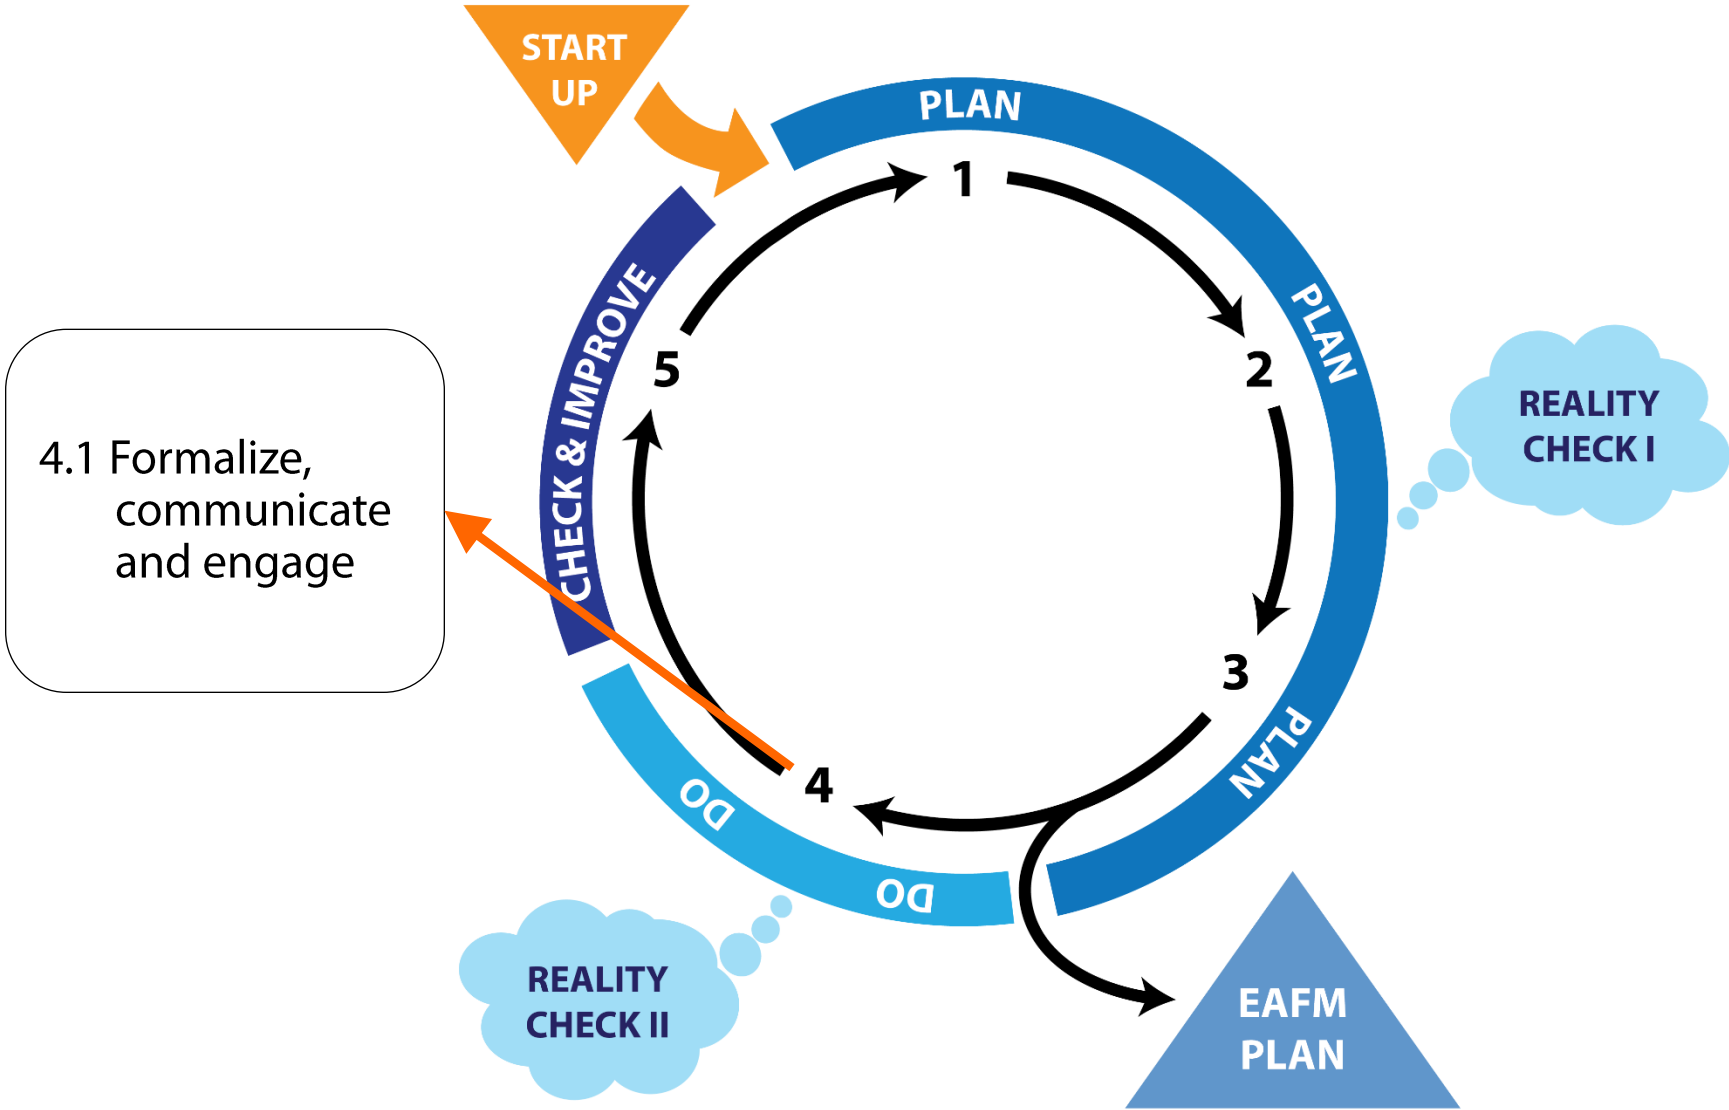 START
UP
PLAN
1
PLAN
2
REALITY
CHECK I
3
PLAN
EAFM
PLAN
4
DO
DO
REALITY
CHECK II
5
CHECK & IMPROVE
4.1 Formalize,
communicate
and engage